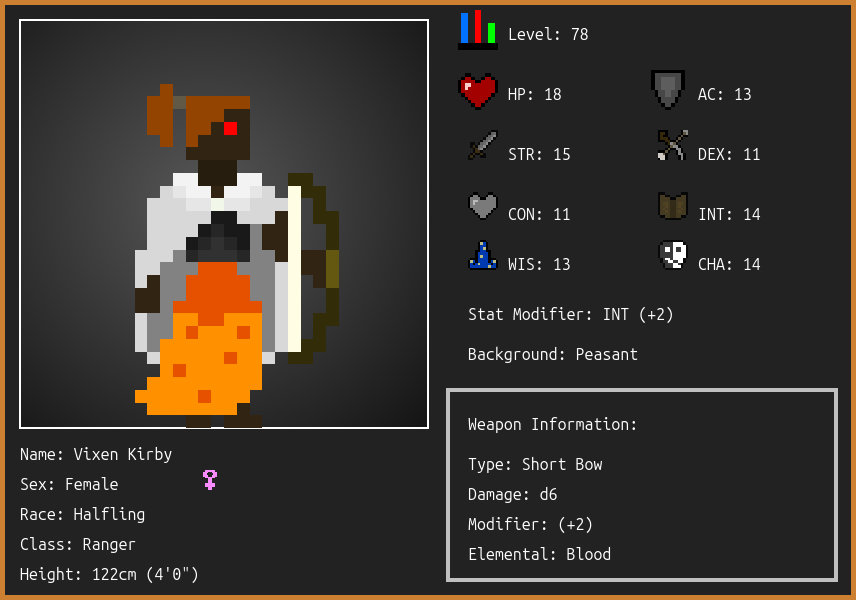 Level: 78
HP: 18
AC: 13
STR: 15
DEX: 11
CON: 11
INT: 14
WIS: 13
CHA: 14
Stat Modifier: INT (+2)
Background: Peasant
Weapon Information:
Type: Short Bow
Damage: d6
Modifier: (+2)
Elemental: Blood
Name: Vixen Kirby
Sex: Female
Race: Halfling
Class: Ranger
Height: 122cm (4'0")